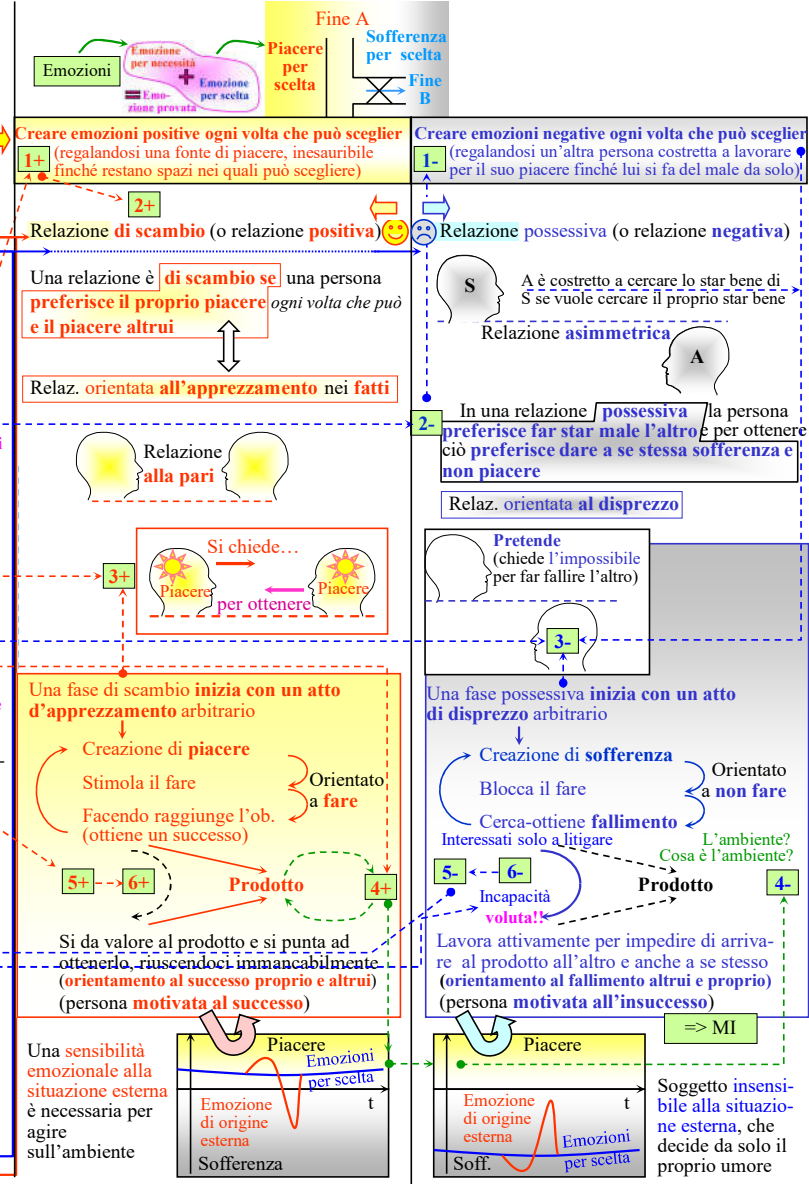 Fine A
Emozioni
Emozione
per necessità
+
Emozione
per scelta
= Emo-
zione provata
Piacere
per
scelta
Sofferenza
per scelta
Fine
B
Creare emozioni positive ogni volta che può sceglier
1+
(regalandosi una fonte di piacere, inesauribile
finché restano spazi nei quali può scegliere)
2+
Relazione di scambio (o relazione positiva)
Una relazione è di scambio se una persona
preferisce il proprio piacere ogni volta che può
e il piacere altrui
Relaz. orientata all'apprezzamento nei fatti
Relazione
alla pari
3+
Si chiede…
Piacere
Piacere
per ottenere
Una fase di scambio inizia con un atto
d'apprezzamento arbitrario
Creazione di piacere
Stimola il fare
Facendo raggiunge l'ob.
(ottiene un successo)
Orientato
a fare
5+
6+
Prodotto
4+
Si da valore al prodotto e si punta ad
ottenerlo, riuscendoci immancabilmente
(orientamento al successo proprio e altrui)
(persona motivata al successo)
Una sensibilità
emozionale alla
situazione esterna
è necessaria per
agire
sull'ambiente
Piacere
Emozioni
per scelta
t
Emozione
di origine
esterna
Sofferenza
Creare emozioni negative ogni volta che può sceglier
1-
(regalandosi un'altra persona costretta a lavorare
per il suo piacere finché lui si fa del male da solo)
Relazione possessiva (o relazione negativa)
S
A è costretto a cercare lo star bene di
S se vuole cercare il proprio star bene
Relazione asimmetrica
A
2-
In una relazione possessiva la persona
preferisce far star male l'altro e per ottenere
ciò preferisce dare a se stessa sofferenza e
non piacere
Relaz. orientata al disprezzo
Pretende
(chiede l'impossibile
per far fallire l'altro)
3-
Una fase possessiva inizia con un atto
di disprezzo arbitrario
Creazione di sofferenza
Blocca il fare
Cerca-ottiene fallimento
Orientato
a non fare
Interessati solo a litigare
L'ambiente?
Cosa è l'ambiente?
5-
6-
Incapacità
voluta!!
Prodotto
4-
Lavora attivamente per impedire di arriva-
re al prodotto all'altro e anche a se stesso
(orientamento al fallimento altrui e proprio)
(persona motivata all'insuccesso)
=> MI
Piacere
t
Emozione
di origine
esterna
Emozioni
per scelta
Soff.
Soggetto insensi-
bile alla situazio-
ne esterna, che
decide da solo il
proprio umore